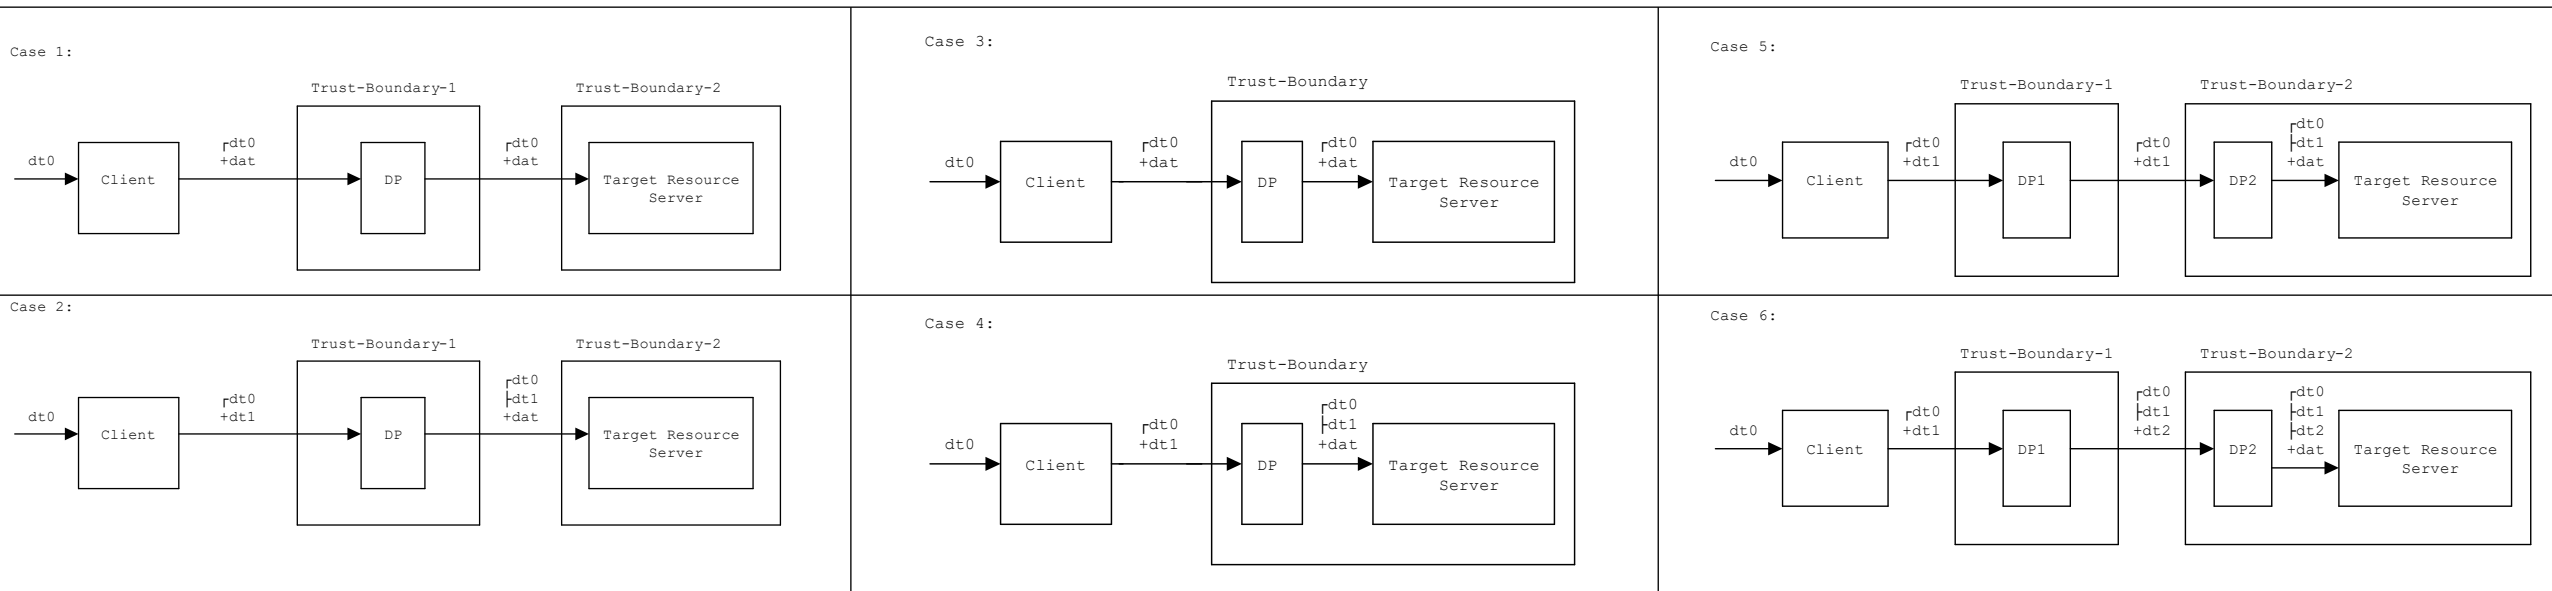 Case 1:
Trust-Boundary-1
Trust-Boundary-2
dt0
┌dt0
+dat
┌dt0
+dat
Client
DP
Target Resource
Server
Case 2:
Trust-Boundary-1
Trust-Boundary-2
dt0
┌dt0
+dt1
┌dt0
├dt1
+dat
Client
DP
Target Resource
Server
Case 3:
Trust-Boundary
dt0
┌dt0
+dat
┌dt0
+dat
Client
DP
Target Resource
Server
Case 4:
Trust-Boundary
dt0
┌dt0
+dt1
┌dt0
├dt1
+dat
Client
DP
Target Resource
Server
Case 5:
Trust-Boundary-1
Trust-Boundary-2
dt0
┌dt0
+dt1
┌dt0
+dt1
┌dt0
├dt1
+dat
Client
DP1
DP2
Target Resource
Server
Case 6:
Trust-Boundary-1
Trust-Boundary-2
dt0
┌dt0
+dt1
┌dt0
├dt1
+dt2
┌dt0
├dt1
├dt2
+dat
Client
DP1
DP2
Target Resource
Server